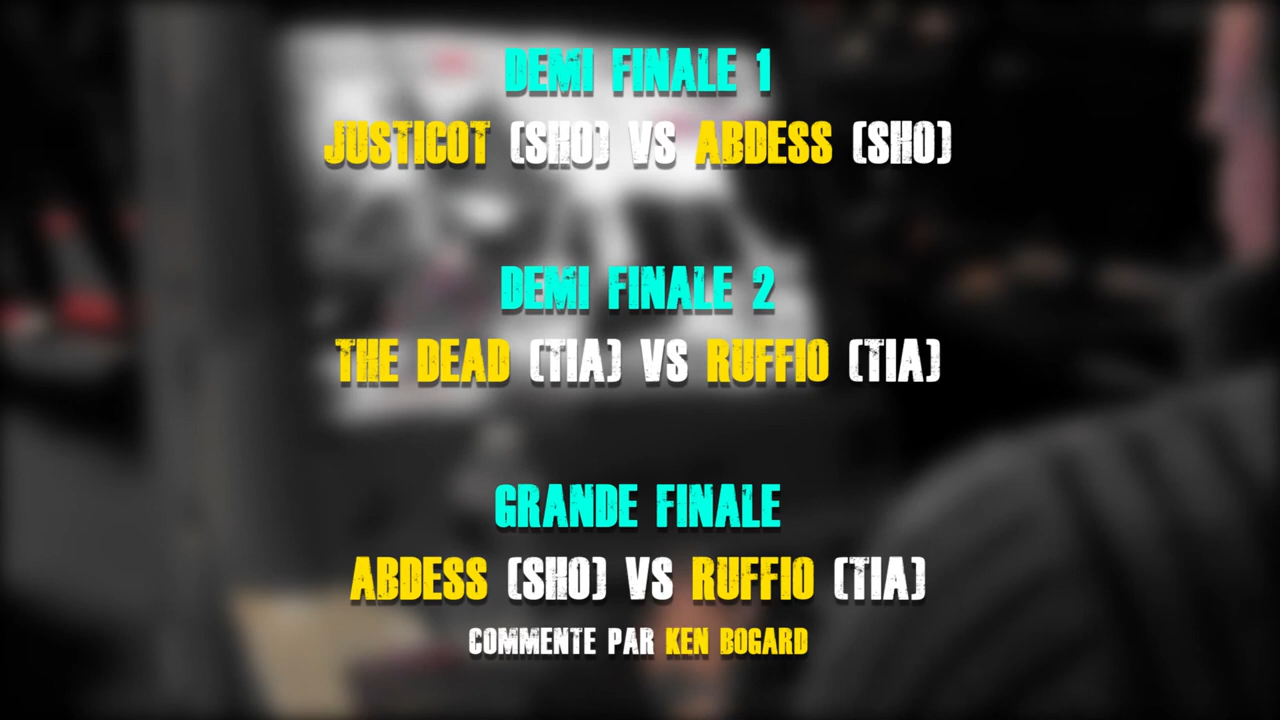 DEMI FINALE 1
JUSTICOT (SHO) VS ABDESS (SHO)
DEMI FINALE 2
THE DEAD (TIA) VS RUFFIO (TIA)
GRANDE FINALE
ABDESS (SHO) VS RUFFIO (TIA)
COMMENTE PAR KEN BOGARD